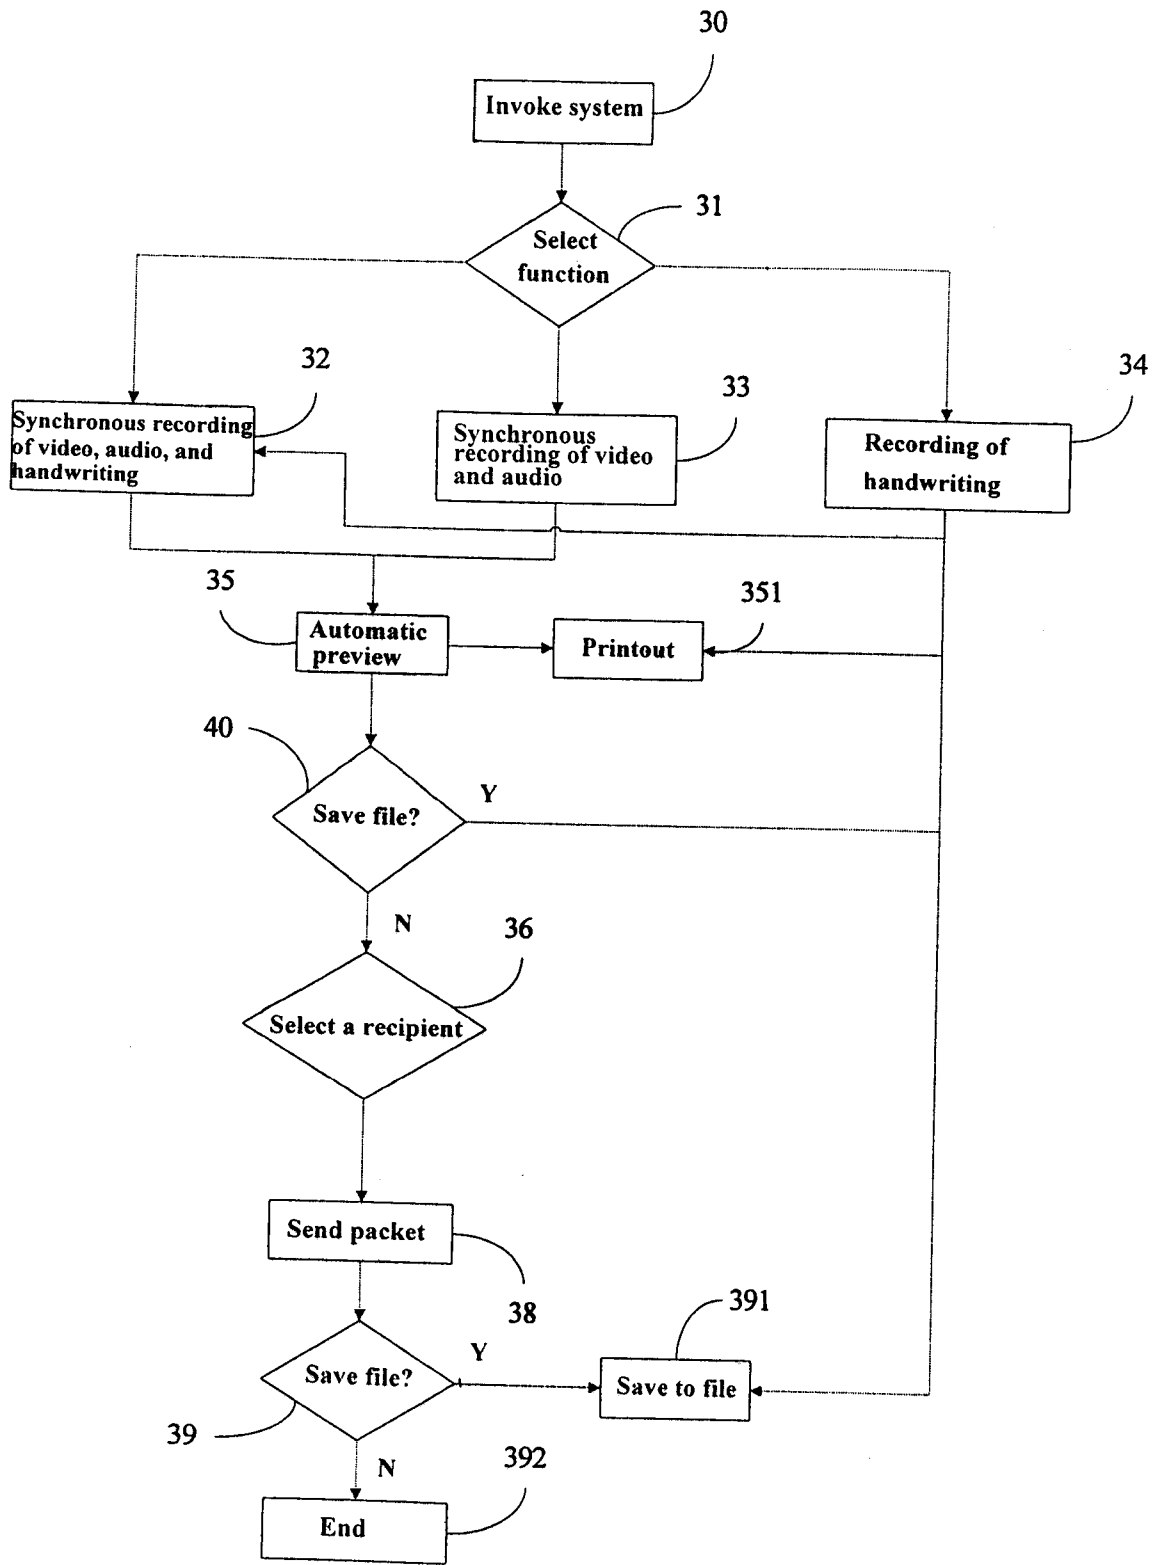 30
Invoke system
31
Select
function
32
33
34
Synchronous recording
of video, audio, and
handwriting
Synchronous
recording of video
and audio
Recording of
handwriting
35
351
Automatic
preview
Printout
40
Save file?
Y
N
36
Select a recipient
Send packet
38
391
Save file?
Y
Save to file
39
N
392
End